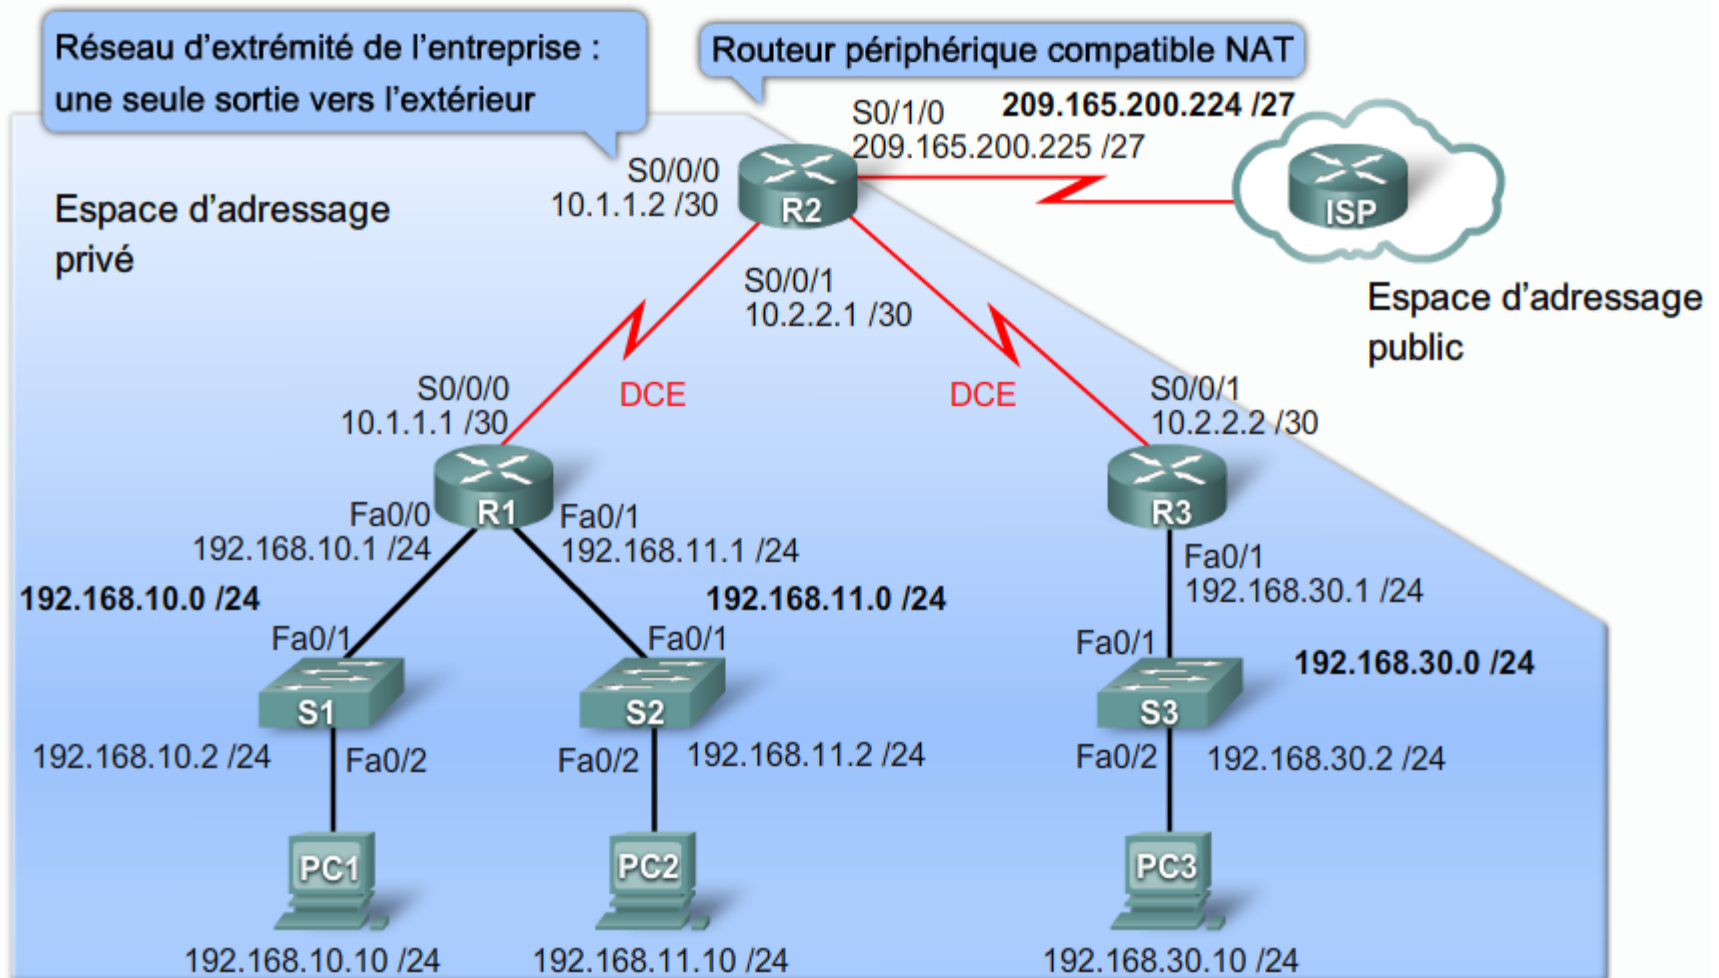 Réseau d'extrémité de l'entreprise :
une seule sortie vers l'extérieur
Routeur périphérique compatible NAT
S0/1/0
209.165.200.224 /27
209.165.200.225 /27
S0/0/0
10.1.1.2 /30
R2
ISP
Espace d'adressage
privé
S0/0/1
10.2.2.1 /30
Espace d'adressage
public
S0/0/0
10.1.1.1 /30
DCE
DCE
S0/0/1
10.2.2.2 /30
R1
R3
Fa0/0
192.168.10.1 /24
Fa0/1
192.168.11.1 /24
Fa0/1
192.168.30.1 /24
192.168.10.0 /24
192.168.11.0 /24
Fa0/1
Fa0/1
Fa0/1
192.168.30.0 /24
S1
S2
S3
192.168.10.2 /24
Fa0/2
Fa0/2
192.168.11.2 /24
Fa0/2
192.168.30.2 /24
PC1
PC2
PC3
192.168.10.10 /24
192.168.11.10 /24
192.168.30.10 /24